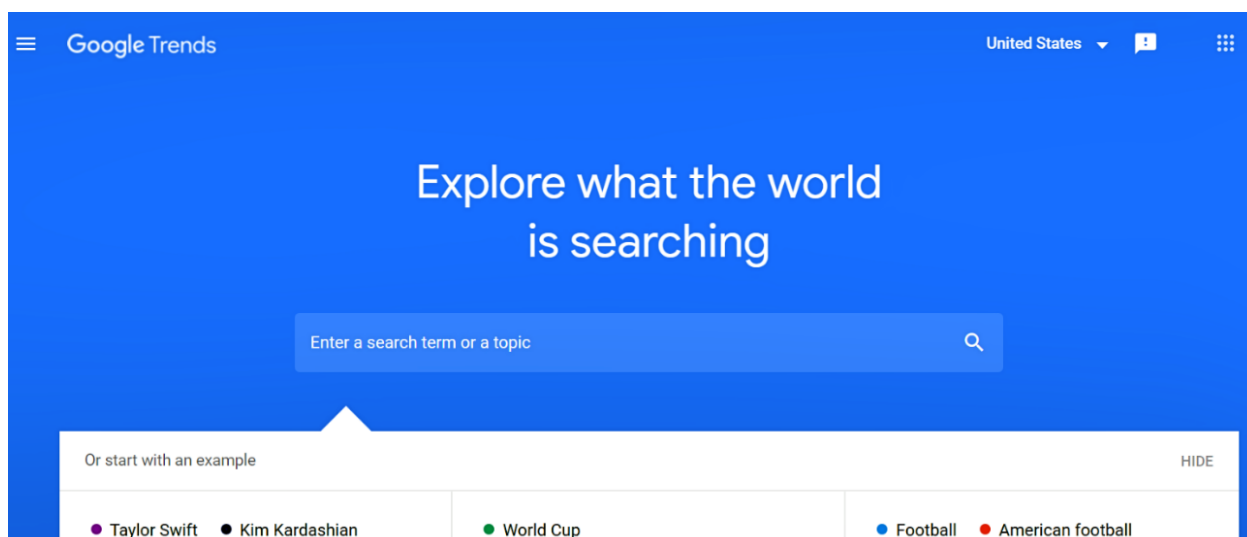 Google Trends
United States
Explore what the world
is searching
Enter a search term or a topic
Or start with an example
HIDE
Taylor Swift Kim Kardashian
World Cup
Football American football